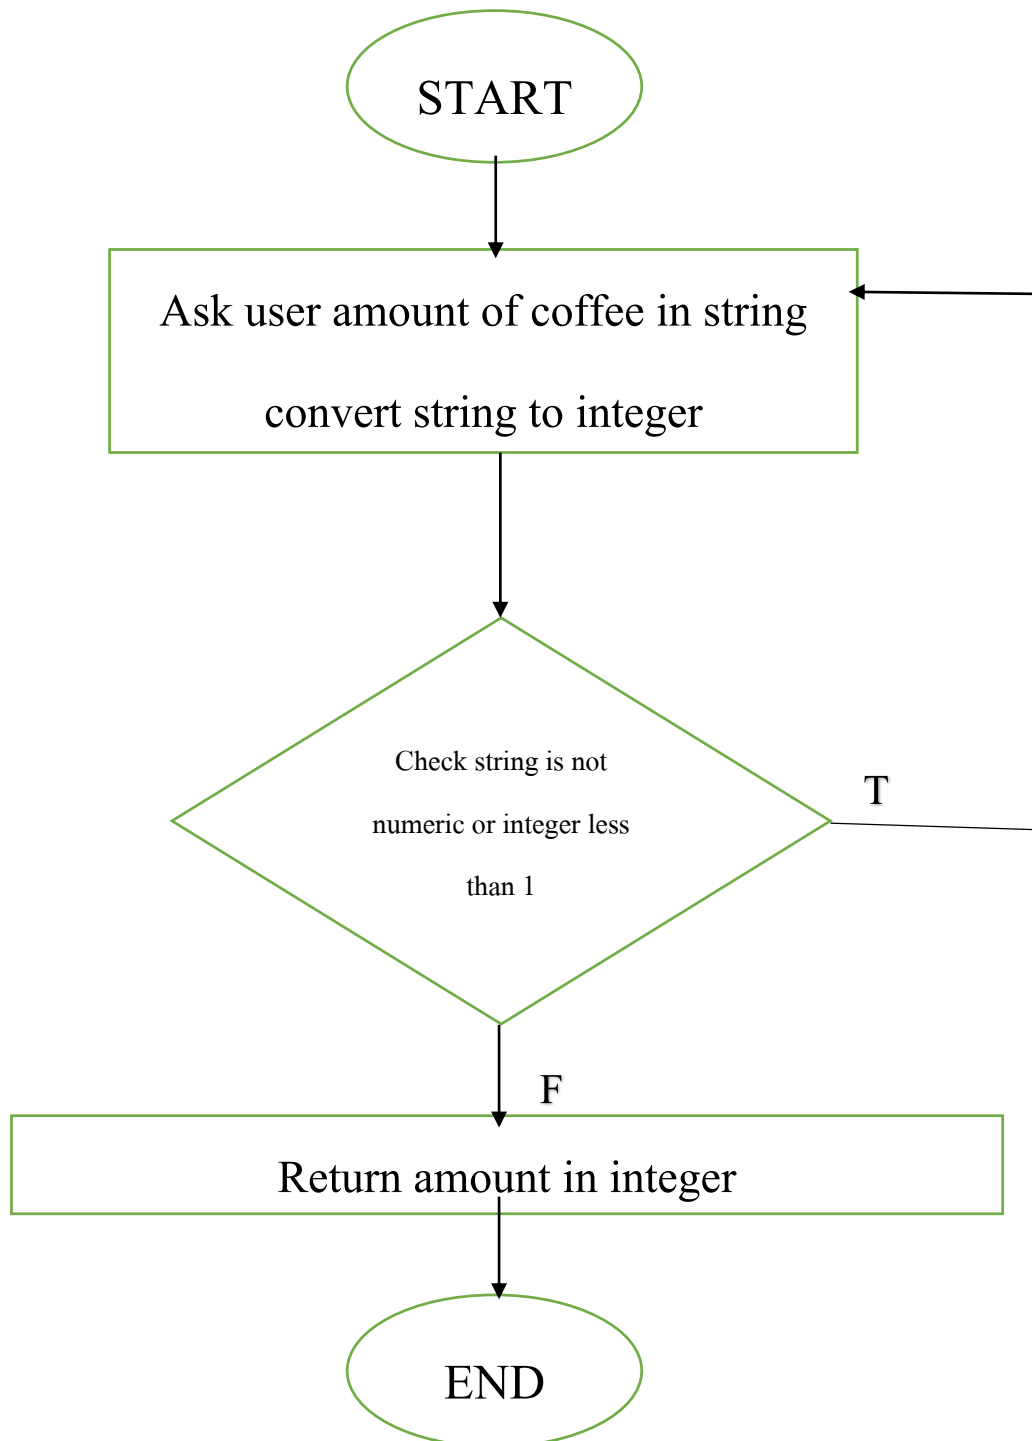 START
Ask user amount of coffee in string
convert string to integer
Check string is not
numeric or integer less
than 1
T
F
Return amount in integer
END